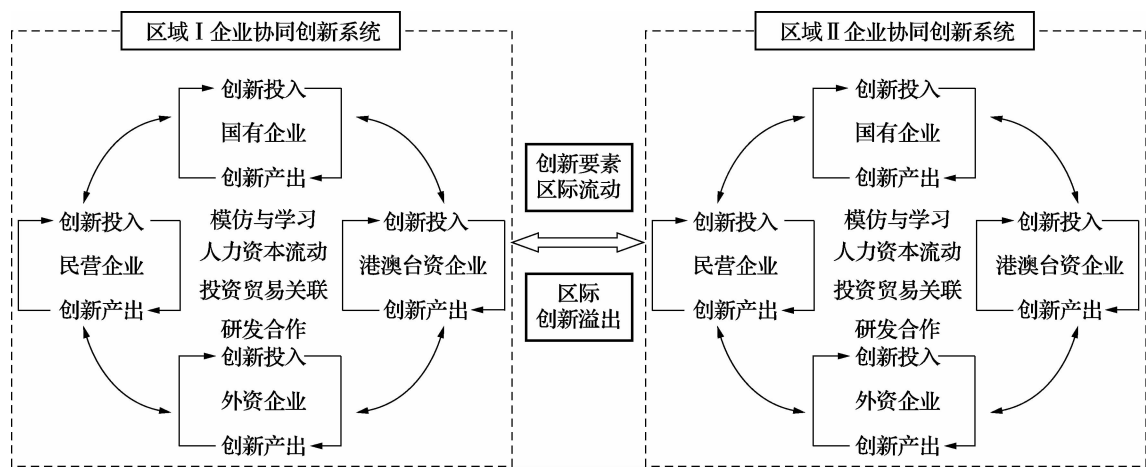 区域Ⅰ企业协同创新系统
创新投入
国有企业
创新产出
创新投入
民营企业
创新产出
模仿与学习
人力资本流动
投资贸易关联
研发合作
创新投入
港澳台资企业
创新产出
创新投入
外资企业
创新产出
创新要素
区际流动
区际
创新溢出
区域Ⅱ企业协同创新系统
创新投入
国有企业
创新产出
创新投入
民营企业
创新产出
模仿与学习
人力资本流动
投资贸易关联
研发合作
创新投入
港澳台资企业
创新产出
创新投入
外资企业
创新产出